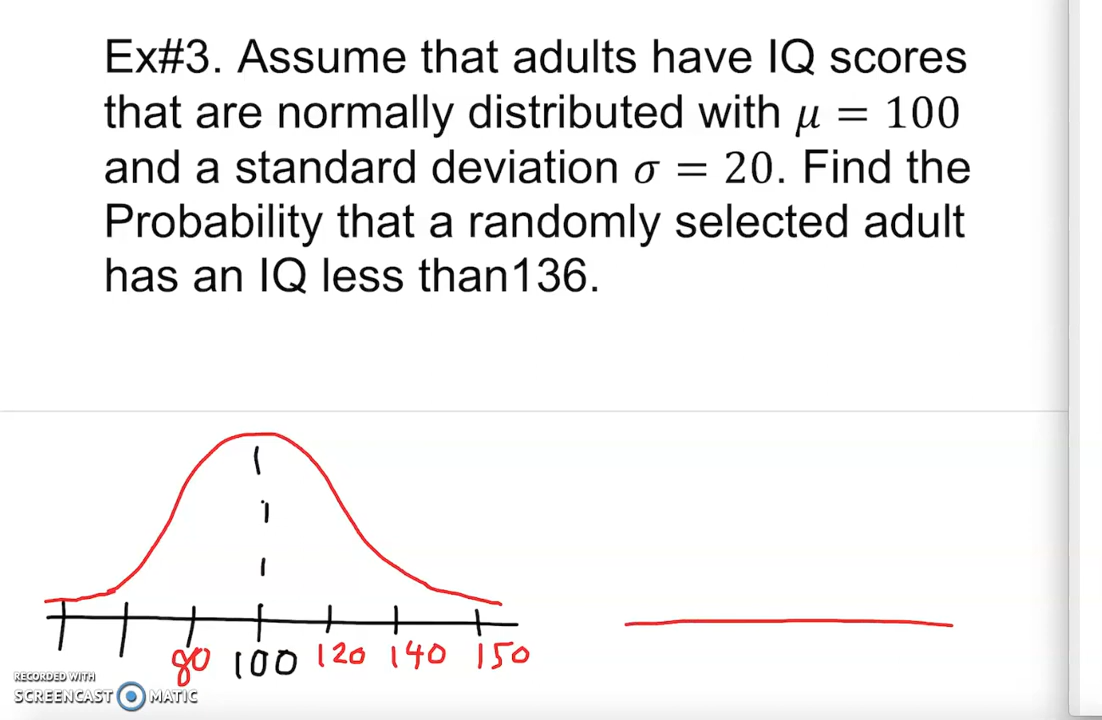 Ex#3. Assume that adults have IQ scores
that are normally distributed with μ = 100
and a standard deviation σ = 20. Find the
Probability that a randomly selected adult
has an IQ less than136.
80 100 120 140 150
RECORDED WITH
SCREENCAST MATIC